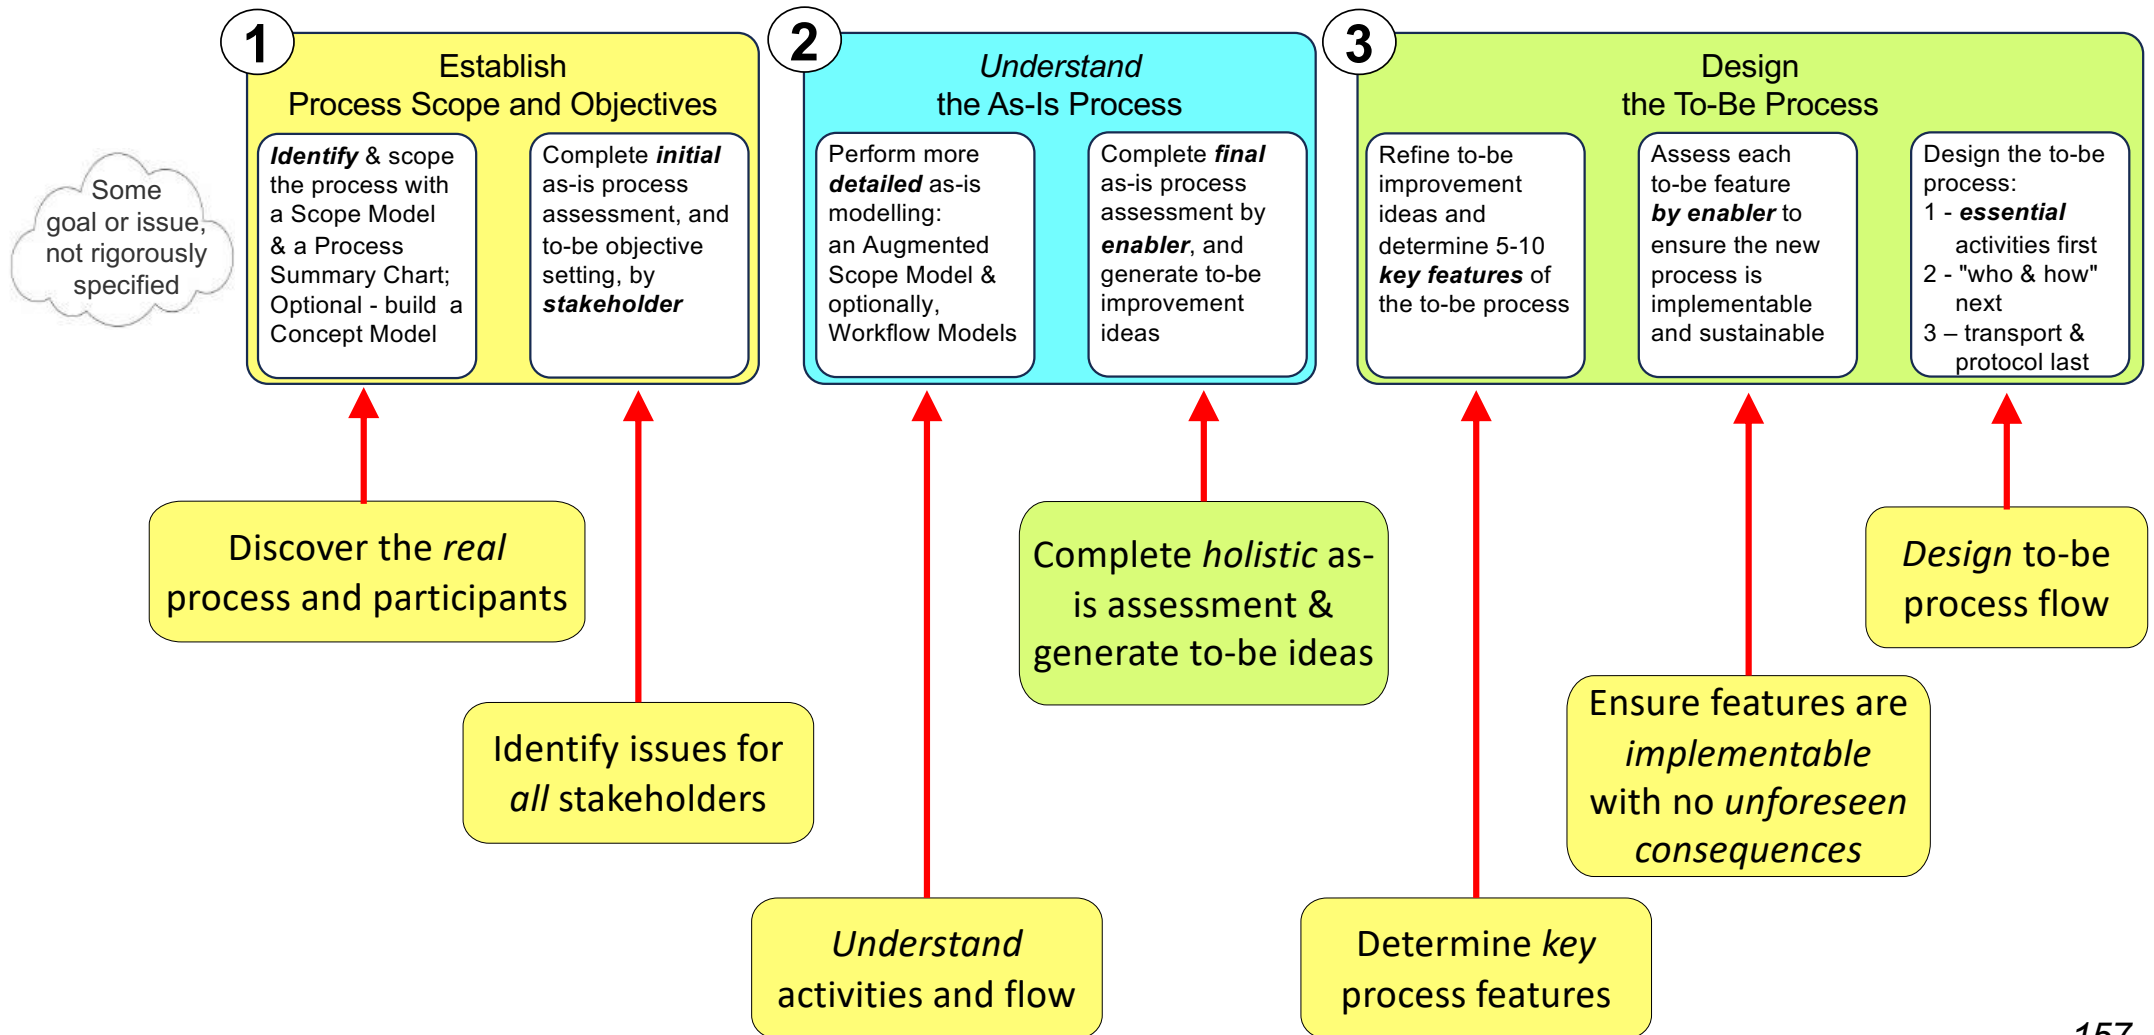 Some
goal or issue,
not rigorously
specified
1
Establish
Process Scope and Objectives
Identify & scope
the process with
a Scope Model
& a Process
Summary Chart;
Optional - build a
Concept Model
Complete initial
as-is process
assessment, and
to-be objective
setting, by
stakeholder
2
Understand
the As-Is Process
Perform more
detailed as-is
modelling:
an Augmented
Scope Model &
optionally,
Workflow Models
Complete final
as-is process
assessment by
enabler, and
generate to-be
improvement
ideas
3
Design
the To-Be Process
Refine to-be
improvement
ideas and
determine 5-10
key features of
the to-be process
Assess each
to-be feature
by enabler to
ensure the new
process is
implementable
and sustainable
Design the to-be
process:
1 - essential
activities first
2 - "who & how"
next
3 – transport &
protocol last
Discover the real
process and participants
Identify issues for
all stakeholders
Understand
activities and flow
Complete holistic as-
is assessment &
generate to-be ideas
Determine key
process features
Ensure features are
implementable
with no unforeseen
consequences
Design to-be
process flow
157